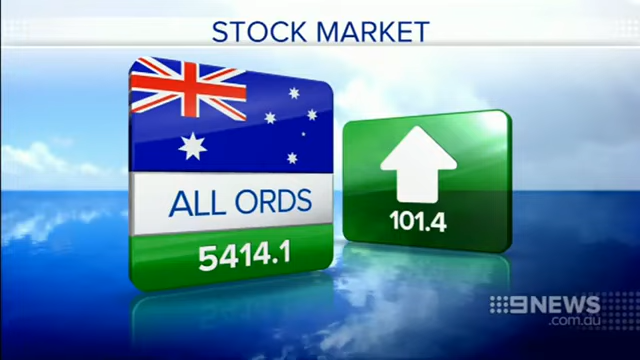 STOCK MARKET
ALL ORDS
5414.1
101.4
9NEWS
.com.au